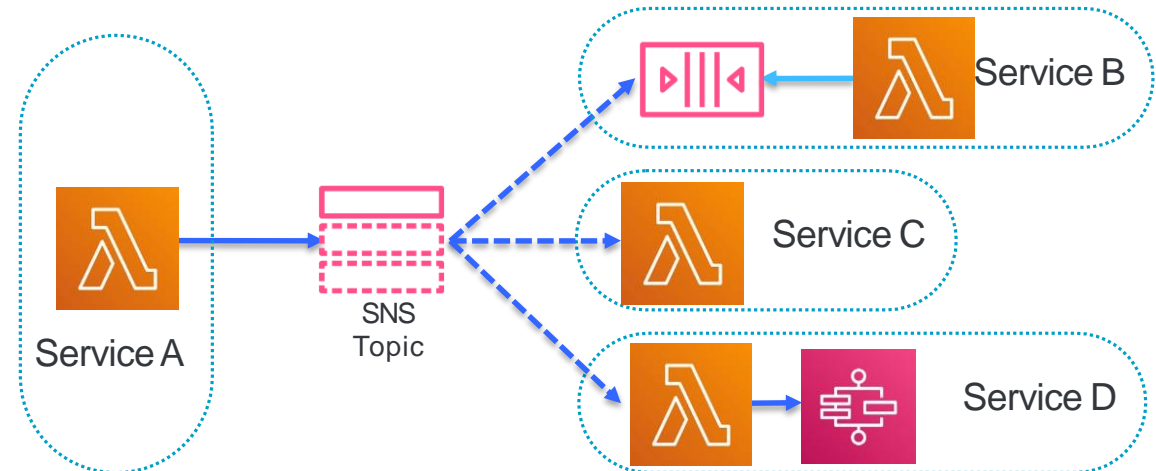 Service A
SNS
Topic
Service B
Service C
Service D